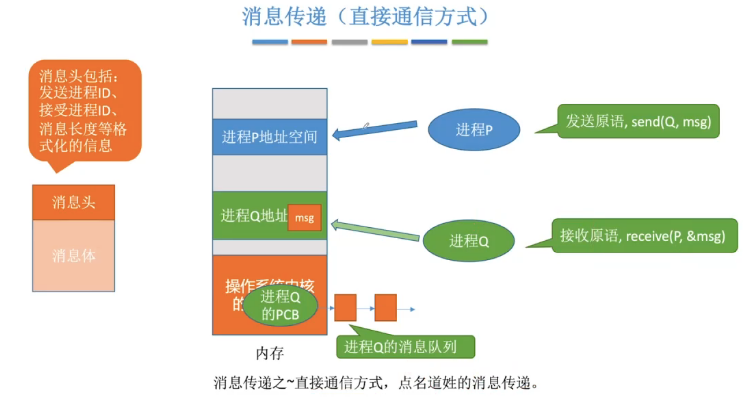 消息传递（直接通信方式）
消息头包括：
发送进程ID、
接受进程ID、
消息长度等格
式化的信息
消息头
消息体
进程P地址空间
进程Q地址
msg
操作系统内核
的
进程Q
的PCB
内存
进程P
发送原语, send(Q, msg)
进程Q
接收原语, receive(P, &msg)
进程Q的消息队列
消息传递之~直接通信方式，点名道姓的消息传递。